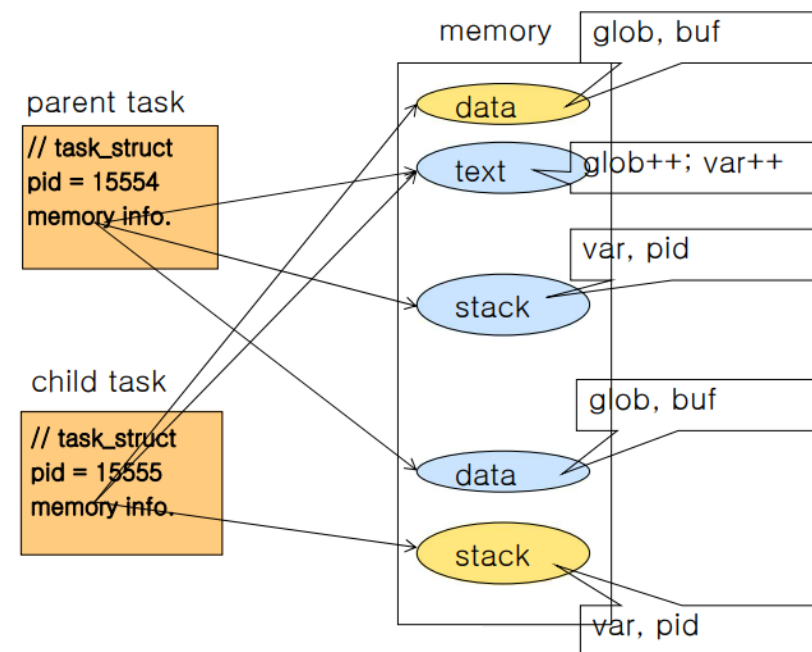 memory
glob, buf
parent task
data
// task_struct
pid = 15554
memory info.
text
glob++; var++
var, pid
stack
child task
glob, buf
// task_struct
pid = 15555
memory info.
data
stack
var, pid